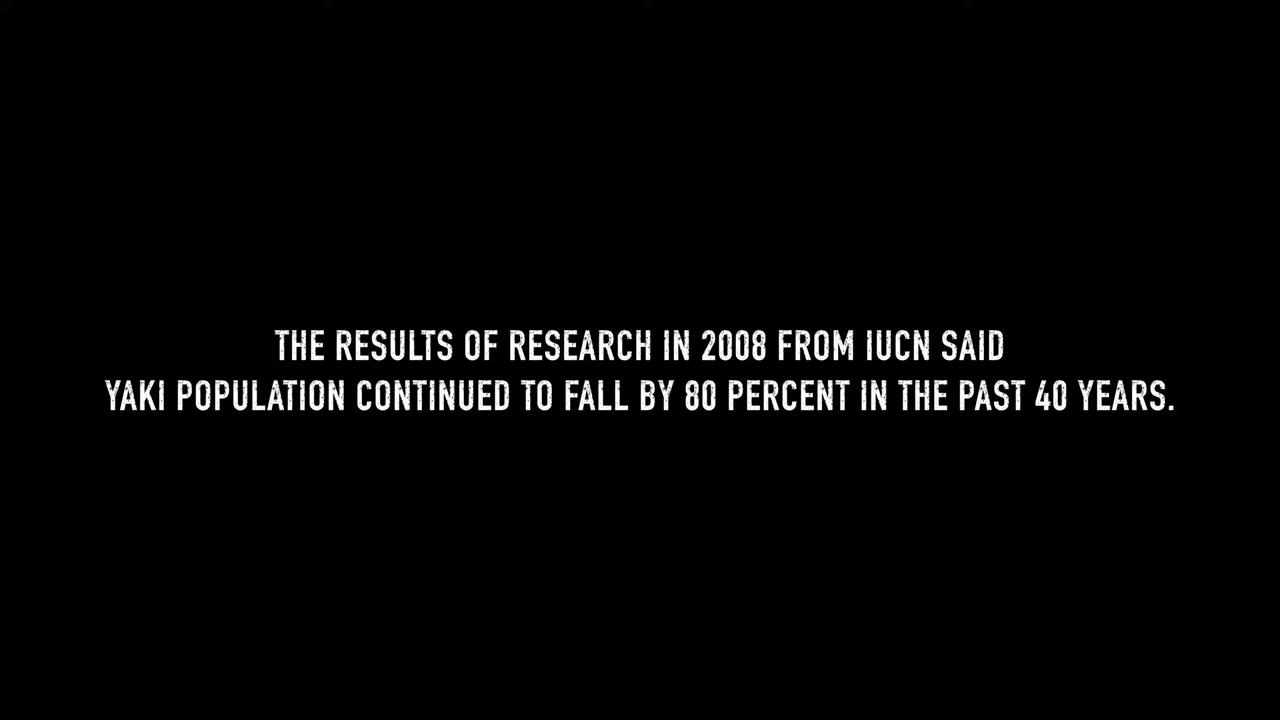 THE RESULTS OF RESEARCH IN 2008 FROM IUCN SAID
YAKI POPULATION CONTINUED TO FALL BY 80 PERCENT IN THE PAST 40 YEARS.